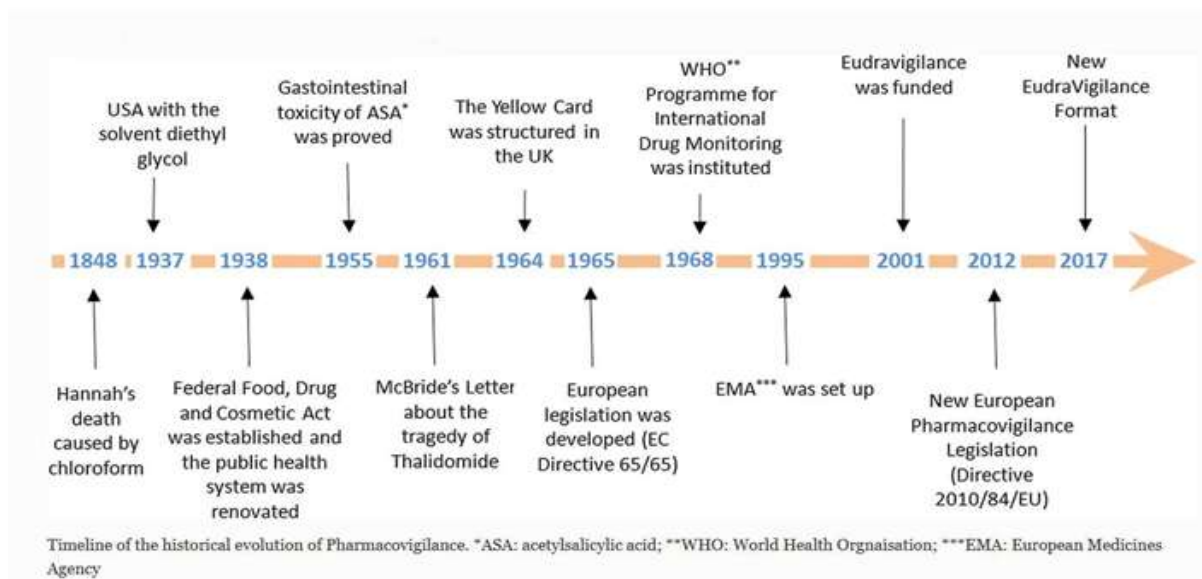 USA with the
solvent diethyl
glycol
Gastointestinal
toxicity of ASA*
was proved
The Yellow Card
was structured in
the UK
WHO**
Programme for
International
Drug Monitoring
was instituted
Eudravigilance
was funded
New
EudraVigilance
Format
1848 1937 1938 1955 1961 1964 1965 1968 1995 2001 2012 2017
Hannah's
death
caused by
chloroform
Federal Food, Drug
and Cosmetic Act
was established and
the public health
system was
renovated
McBride's Letter
about the
tragedy of
Thalidomide
European
legislation was
developed (EC
Directive 65/65)
EMA*** was set up
New European
Pharmacovigilance
Legislation
(Directive
2010/84/EU)
Timeline of the historical evolution of Pharmacovigilance. *ASA: acetylsalicylic acid; **WHO: World Health Orgnaisation; ***EMA: European Medicines
Agency